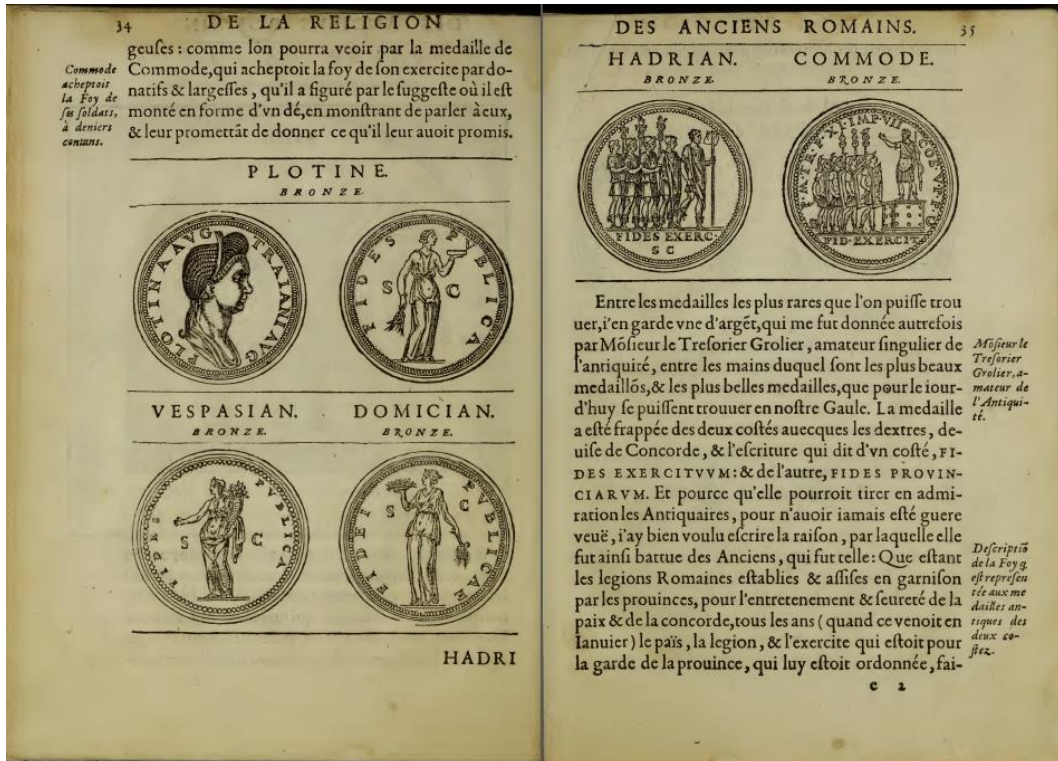 34 DE LA RELIGION
geuſes : comme lon pourra veoir par la medaille de
Commode,qui acheptoit la foy de ſon exercite par do-
natifs & largeſſes , qu'il a figuré par le ſuggeſte où il eſt
monté en forme d'vn dé,en monſtrant de parler à eux,
& leur promettāt de donner ce qu'il leur auoit promis.
Commode
acheptoit
la Foy de
ſes ſoldats,
à deniers
contans.
PLOTINE.
BRONZE.
PLOTINA AVG TRAIANI AVG
FIDES PVBLICA
S C
VESPASIAN. DOMICIAN.
BRONZE. BRONZE.
FIDES PVBLICA
S C
FIDEI PVBLICAE
S C
HADRI
DES ANCIENS ROMAINS. 35
HADRIAN. COMMODE.
BRONZE. BRONZE.
FIDES EXERC.
S C
P·M·TR·P·XI·IMP·VII COS·V·P·P·
FID·EXERCIT
Entre les medailles les plus rares que l'on puiſſe trou
uer,i'en garde vne d'argēt,qui me fut donnée autrefois
par Mōſieur le Treſorier Grolier , amateur ſingulier de
l'antiquité, entre les mains duquel ſont les plus beaux
medaillōs,& les plus belles medailles,que pour le iour-
d'huy ſe puiſſent trouuer en noſtre Gaule. La medaille
a eſté frappée des deux coſtés auecques les dextres , de-
uiſe de Concorde, & l'eſcriture qui dit d'vn coſté , FI-
DES EXERCITVVM: & de l'autre, FIDES PROVIN-
CIARVM. Et pource qu'elle pourroit tirer en admi-
ration les Antiquaires , pour n'auoir iamais eſté guere
veuë, i'ay bien voulu eſcrire la raiſon , par laquelle elle
fut ainſi battue des Anciens , qui fut telle: Que eſtant
les legions Romaines eſtablies & aſſiſes en garniſon
par les prouinces, pour l'entretenement & ſeureté de la
paix & de la concorde,tous les ans ( quand ce venoit en
Ianuier ) le païs , la legion , & l'exercite qui eſtoit pour
la garde de la prouince , qui luy eſtoit ordonnée, fai-
Mōſieur le
Treſorier
Grolier, a-
mateur de
l'Antiqui-
té.
Deſcriptiō
de la Foy q
eſt repreſen
tée aux me
dailles an-
tiques des
deux co-
ſtez.
e 2